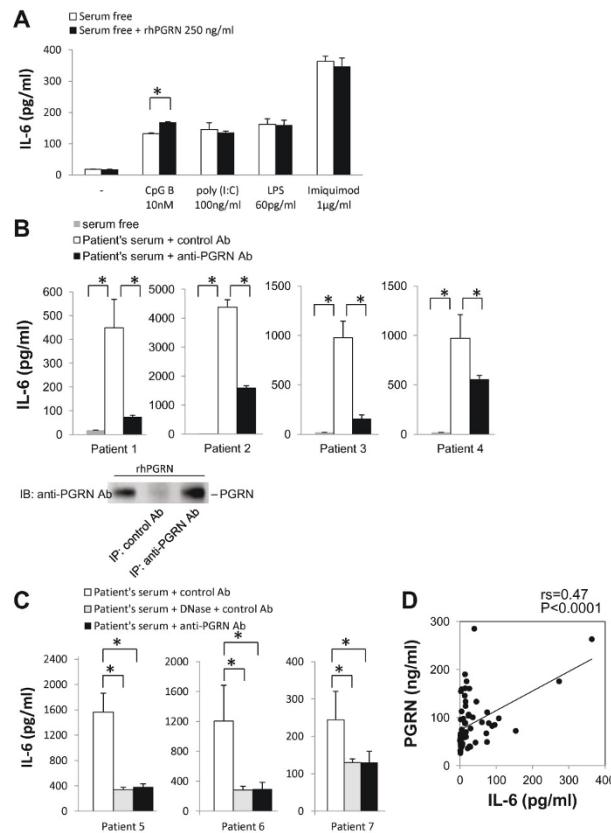 A
Serum free
Serum free + rhPGRN 250 ng/ml
IL-6 (pg/ml)
400
300
200
100
0
*
-
CpG B
10nM
poly (I:C)
100ng/ml
LPS
60pg/ml
Imiquimod
1μg/ml
B
serum free
Patient's serum + control Ab
Patient's serum + anti-PGRN Ab
IL-6 (pg/ml)
600
500
400
300
200
100
0
* *
Patient 1
5000
4000
3000
2000
1000
0
* *
Patient 2
1500
1000
500
0
* *
Patient 3
1500
1000
500
0
* *
Patient 4
rhPGRN
IB: anti-PGRN Ab
–PGRN
IP: control Ab
IP: anti-PGRN Ab
C
Patient's serum + control Ab
Patient's serum + DNase + control Ab
Patient's serum + anti-PGRN Ab
IL-6 (pg/ml)
2400
2000
1600
1200
800
400
0
*
*
Patient 5
2000
1600
1200
800
400
0
*
*
Patient 6
400
300
200
100
0
*
*
Patient 7
D
rs=0.47
P<0.0001
PGRN (ng/ml)
300
200
100
0
0 100 200 300 400
IL-6 (pg/ml)